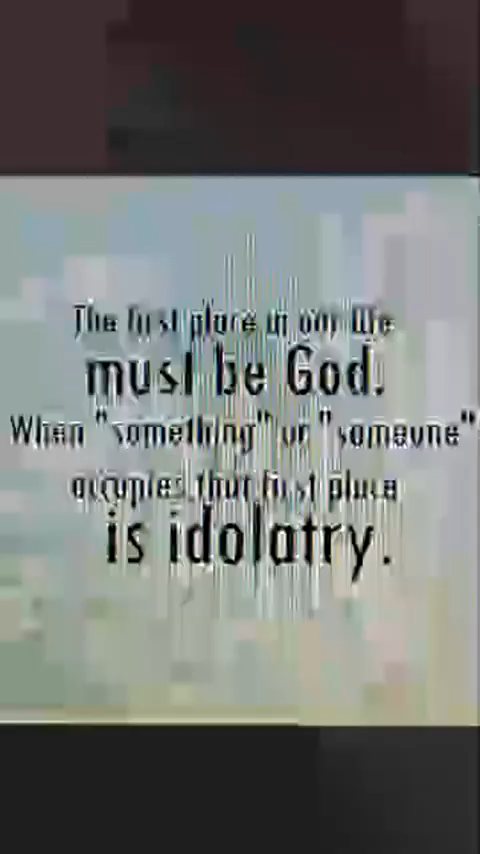 The first place in our life
must be God.
When "something" or "someone"
occupies that first place
is idolatry.